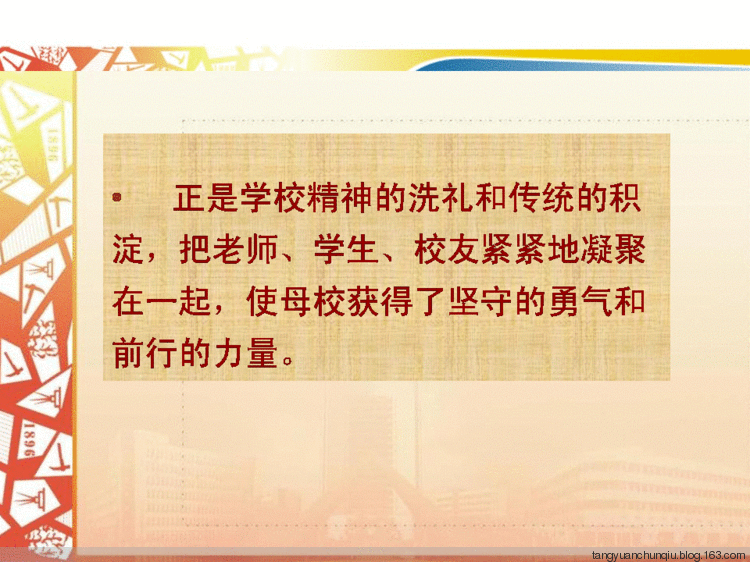 1896
• 正是学校精神的洗礼和传统的积
淀，把老师、学生、校友紧紧地凝聚
在一起，使母校获得了坚守的勇气和
前行的力量。
1896
1896
tangyuanchunqiu.blog.163.com